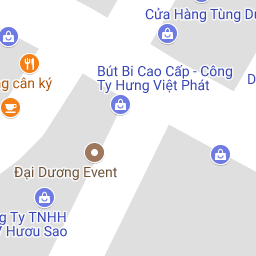 Cửa Hàng Tùng
cân ký
Bút Bi Cao Cấp - Công
Ty Hưng Việt Phát
Đại Dương Event
Ty TNHH
Hươu Sao